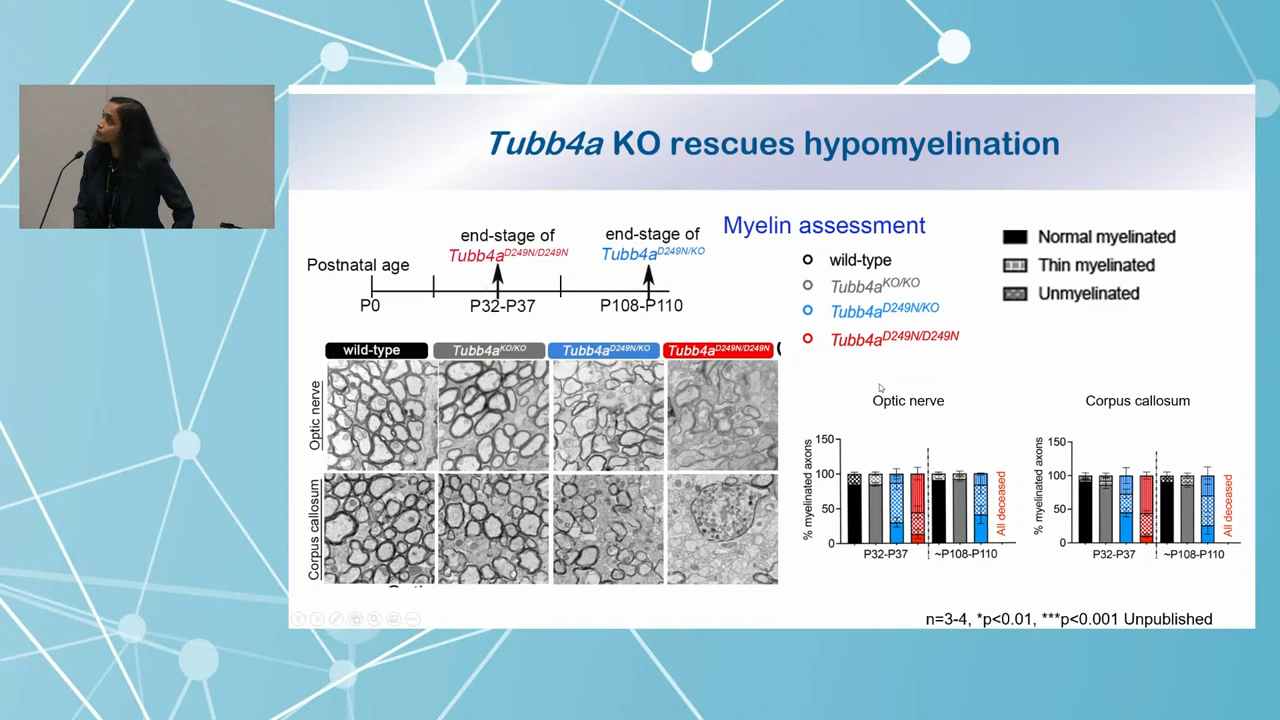 Tubb4a KO rescues hypomyelination
end-stage of
Tubb4aD249N/D249N
end-stage of
Tubb4aD249N/KO
Postnatal age
P0
P32-P37
P108-P110
Myelin assessment
wild-type
Tubb4aKO/KO
Tubb4aD249N/KO
Tubb4aD249N/D249N
Normal myelinated
Thin myelinated
Unmyelinated
wild-type
Tubb4aKO/KO
Tubb4aD249N/KO
Tubb4aD249N/D249N
Optic nerve
Corpus callosum
Optic nerve
% myelinated axons
150
100
50
0
P32-P37
~P108-P110
All deceased
Corpus callosum
% myelinated axons
150
100
50
0
P32-P37
~P108-P110
All deceased
n=3-4, *p<0.01, ***p<0.001 Unpublished